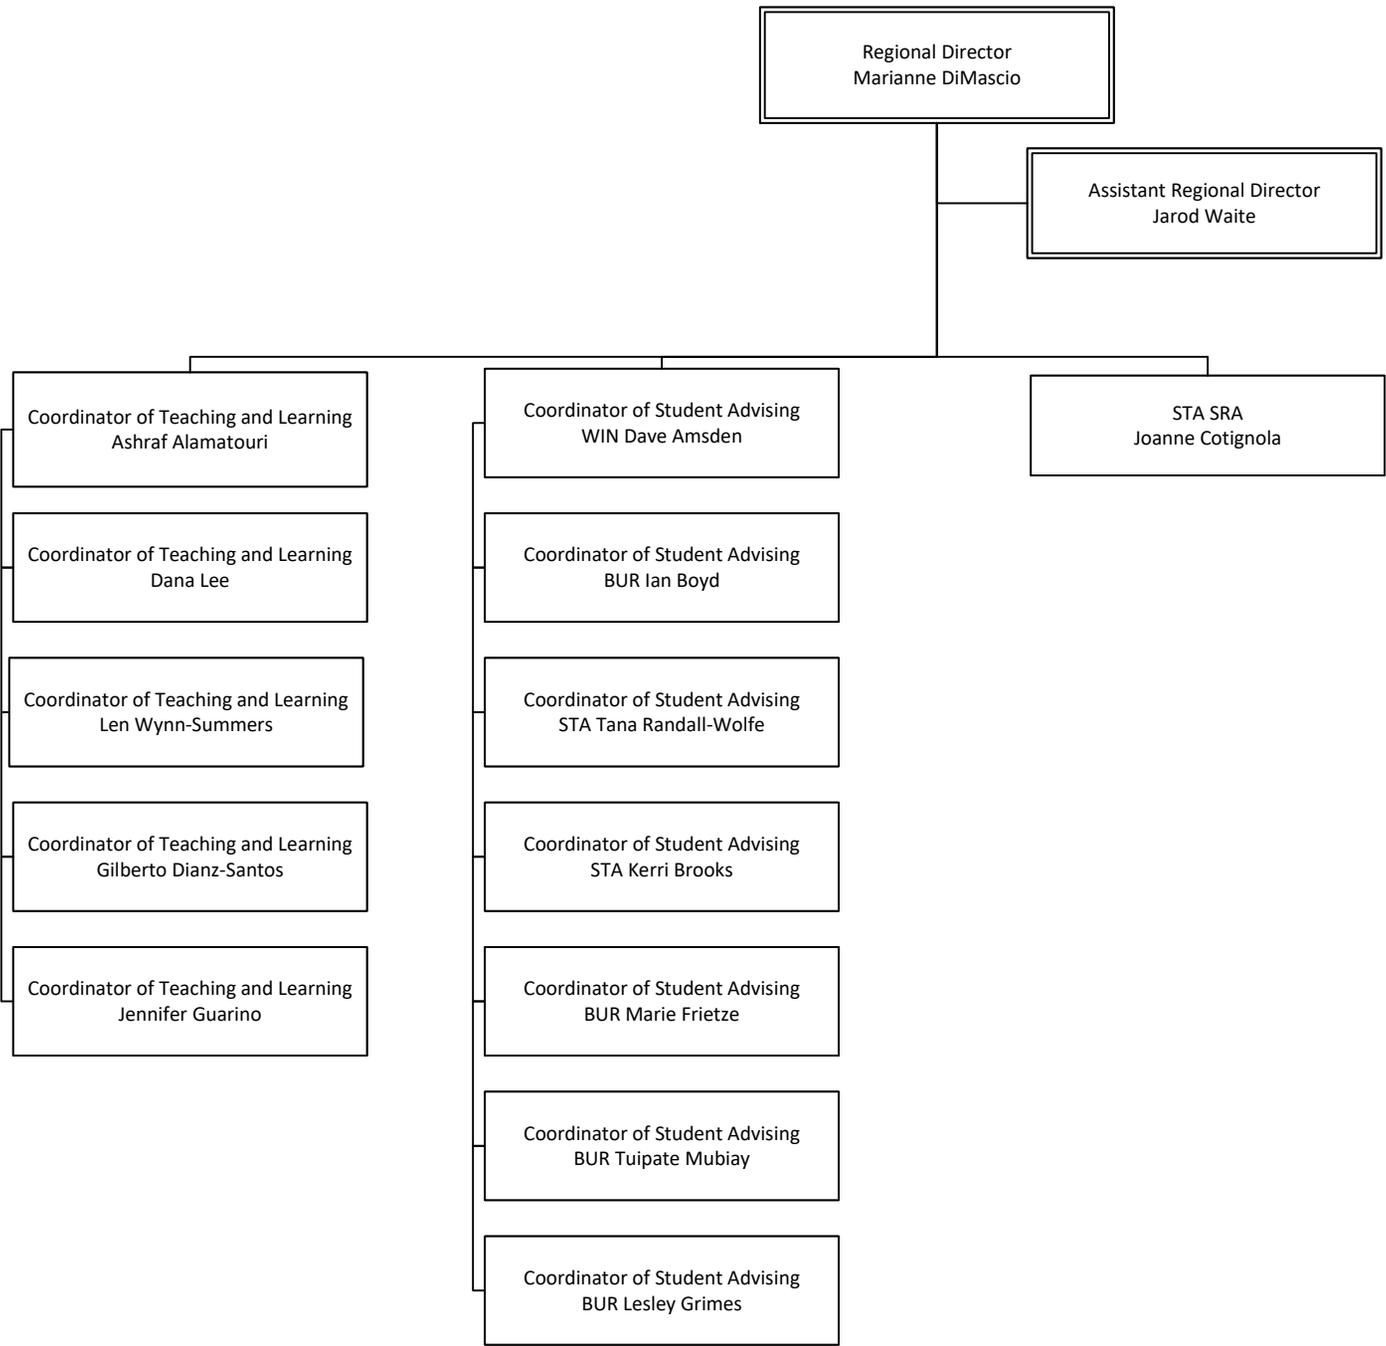 Regional Director
Marianne DiMascio
Assistant Regional Director
Jarod Waite
Coordinator of Teaching and Learning
Ashraf Alamatouri
Coordinator of Teaching and Learning
Dana Lee
Coordinator of Teaching and Learning
Len Wynn-Summers
Coordinator of Teaching and Learning
Gilberto Dianz-Santos
Coordinator of Teaching and Learning
Jennifer Guarino
Coordinator of Student Advising
WIN Dave Amsden
Coordinator of Student Advising
BUR Ian Boyd
Coordinator of Student Advising
STA Tana Randall-Wolfe
Coordinator of Student Advising
STA Kerri Brooks
Coordinator of Student Advising
BUR Marie Frietze
Coordinator of Student Advising
BUR Tuipate Mubiay
Coordinator of Student Advising
BUR Lesley Grimes
STA SRA
Joanne Cotignola